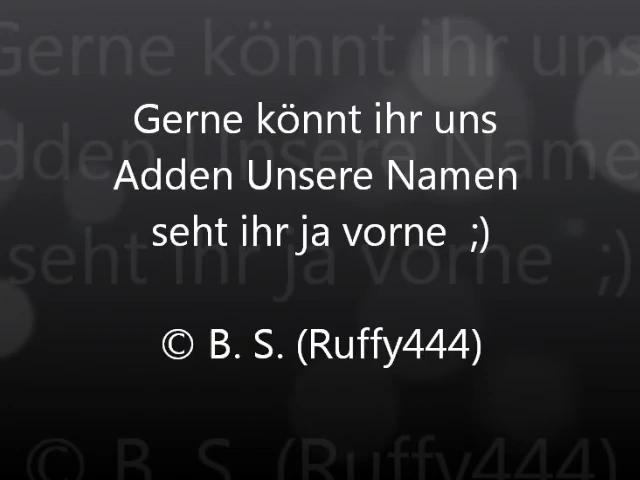 Gerne könnt ihr uns
Adden Unsere Namen
seht ihr ja vorne  ;)
© B. S. (Ruffy444)